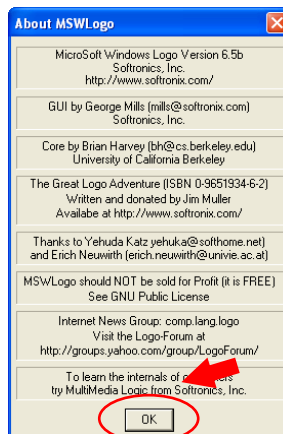 About MSWLogo
MicroSoft Windows Logo Version 6.5b
Softronics, Inc.
http://www.softronix.com/
GUI by George Mills (mills@softronix.com)
Softronics, Inc.
Core by Brian Harvey (bh@cs.berkeley.edu)
University of California Berkeley
The Great Logo Adventure (ISBN 0-9651934-6-2)
Written and donated by Jim Muller
Availabe at http://www.softronix.com/
Thanks to Yehuda Katz yehuka@softhome.net)
and Erich Neuwirth (erich.neuwirth@univie.ac.at)
MSWLogo should NOT be sold for Profit (it is FREE)
See GNU Public License
Internet News Group: comp.lang.logo
Visit the Logo-Forum at
http://groups.yahoo.com/group/LogoForum/
To learn the internals of
try MultiMedia Logic from Softronics, Inc.
OK